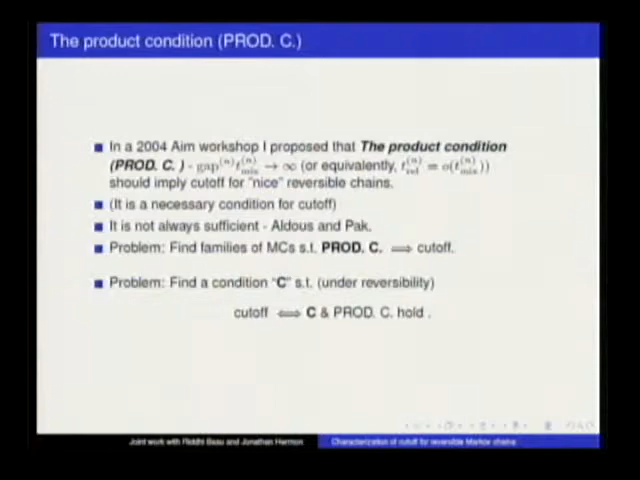 The product condition (PROD. C.)
In a 2004 Aim workshop I proposed that The product condition
(PROD. C. ) - gap^(n) t_mix^(n) → ∞ (or equivalently, t_rel^(n) = o(t_mix^(n)))
should imply cutoff for "nice" reversible chains.
(It is a necessary condition for cutoff)
It is not always sufficient - Aldous and Pak.
Problem: Find families of MCs s.t. PROD. C. ⟹ cutoff.
Problem: Find a condition "C" s.t. (under reversibility)
cutoff ⟺ C & PROD. C. hold .
Joint work with Riddhi Basu and Jonathan Hermon
Characterization of cutoff for reversible Markov chains